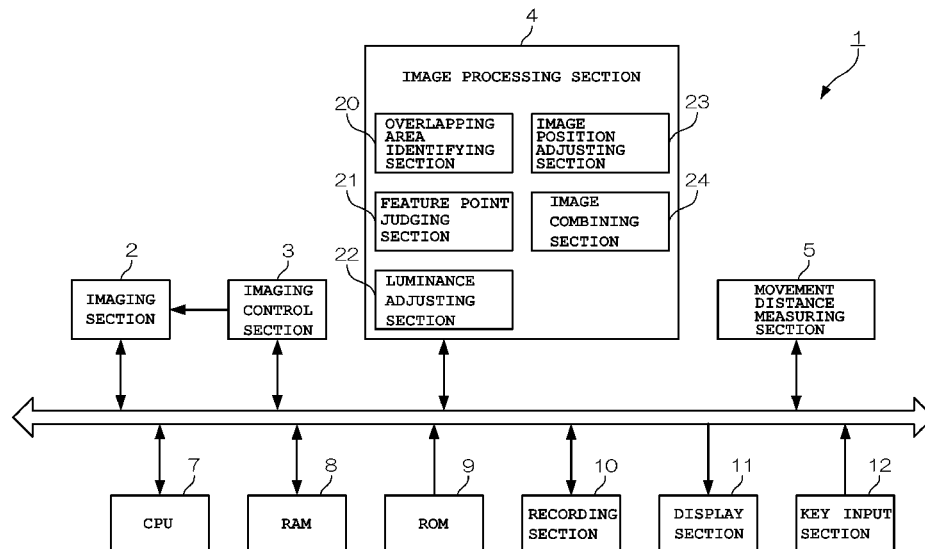 4
1
IMAGE PROCESSING SECTION
20
OVERLAPPING
AREA
IDENTIFYING
SECTION
23
IMAGE
POSITION
ADJUSTING
SECTION
21
FEATURE POINT
JUDGING
SECTION
24
IMAGE
COMBINING
SECTION
22
LUMINANCE
ADJUSTING
SECTION
2
IMAGING
SECTION
3
IMAGING
CONTROL
SECTION
5
MOVEMENT
DISTANCE
MEASURING
SECTION
7
CPU
8
RAM
9
ROM
10
RECORDING
SECTION
11
DISPLAY
SECTION
12
KEY INPUT
SECTION